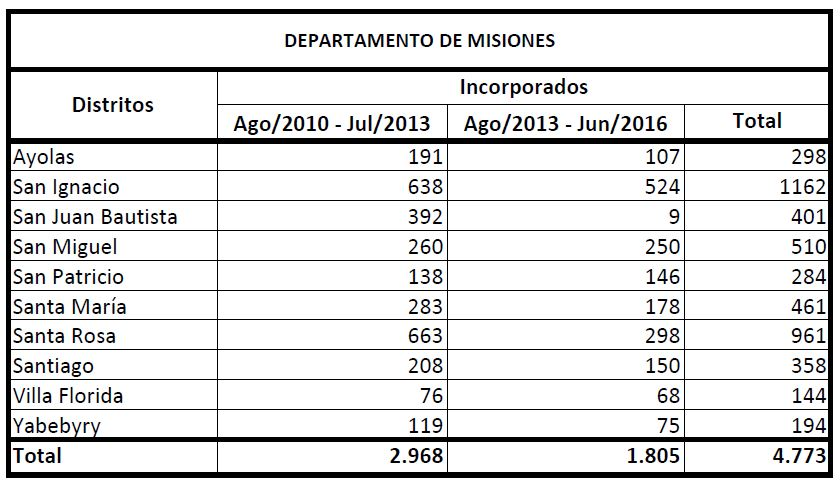 DEPARTAMENTO DE MISIONES
Distritos Incorporados
Ago/2010 - Jul/2013 Ago/2013 - Jun/2016 Total
Ayolas 191 107 298
San Ignacio 638 524 1162
San Juan Bautista 392 9 401
San Miguel 260 250 510
San Patricio 138 146 284
Santa María 283 178 461
Santa Rosa 663 298 961
Santiago 208 150 358
Villa Florida 76 68 144
Yabebyry 119 75 194
Total 2.968 1.805 4.773